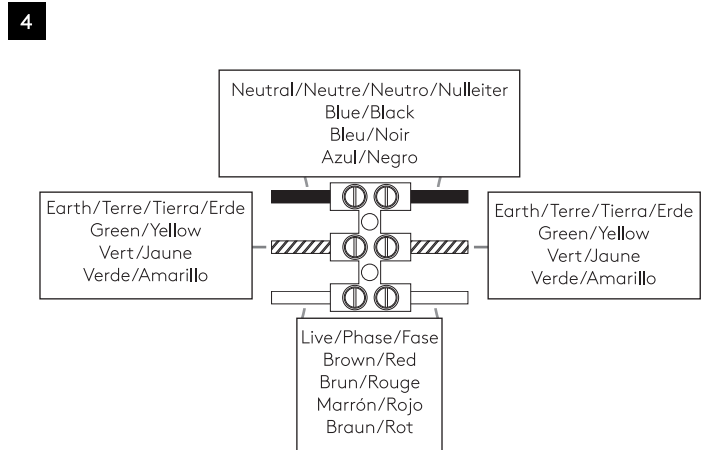 4
Neutral/Neutre/Neutro/Nulleiter
Blue/Black
Bleu/Noir
Azul/Negro
Earth/Terre/Tierra/Erde
Green/Yellow
Vert/Jaune
Verde/Amarillo
Earth/Terre/Tierra/Erde
Green/Yellow
Vert/Jaune
Verde/Amarillo
Live/Phase/Fase
Brown/Red
Brun/Rouge
Marrón/Rojo
Braun/Rot